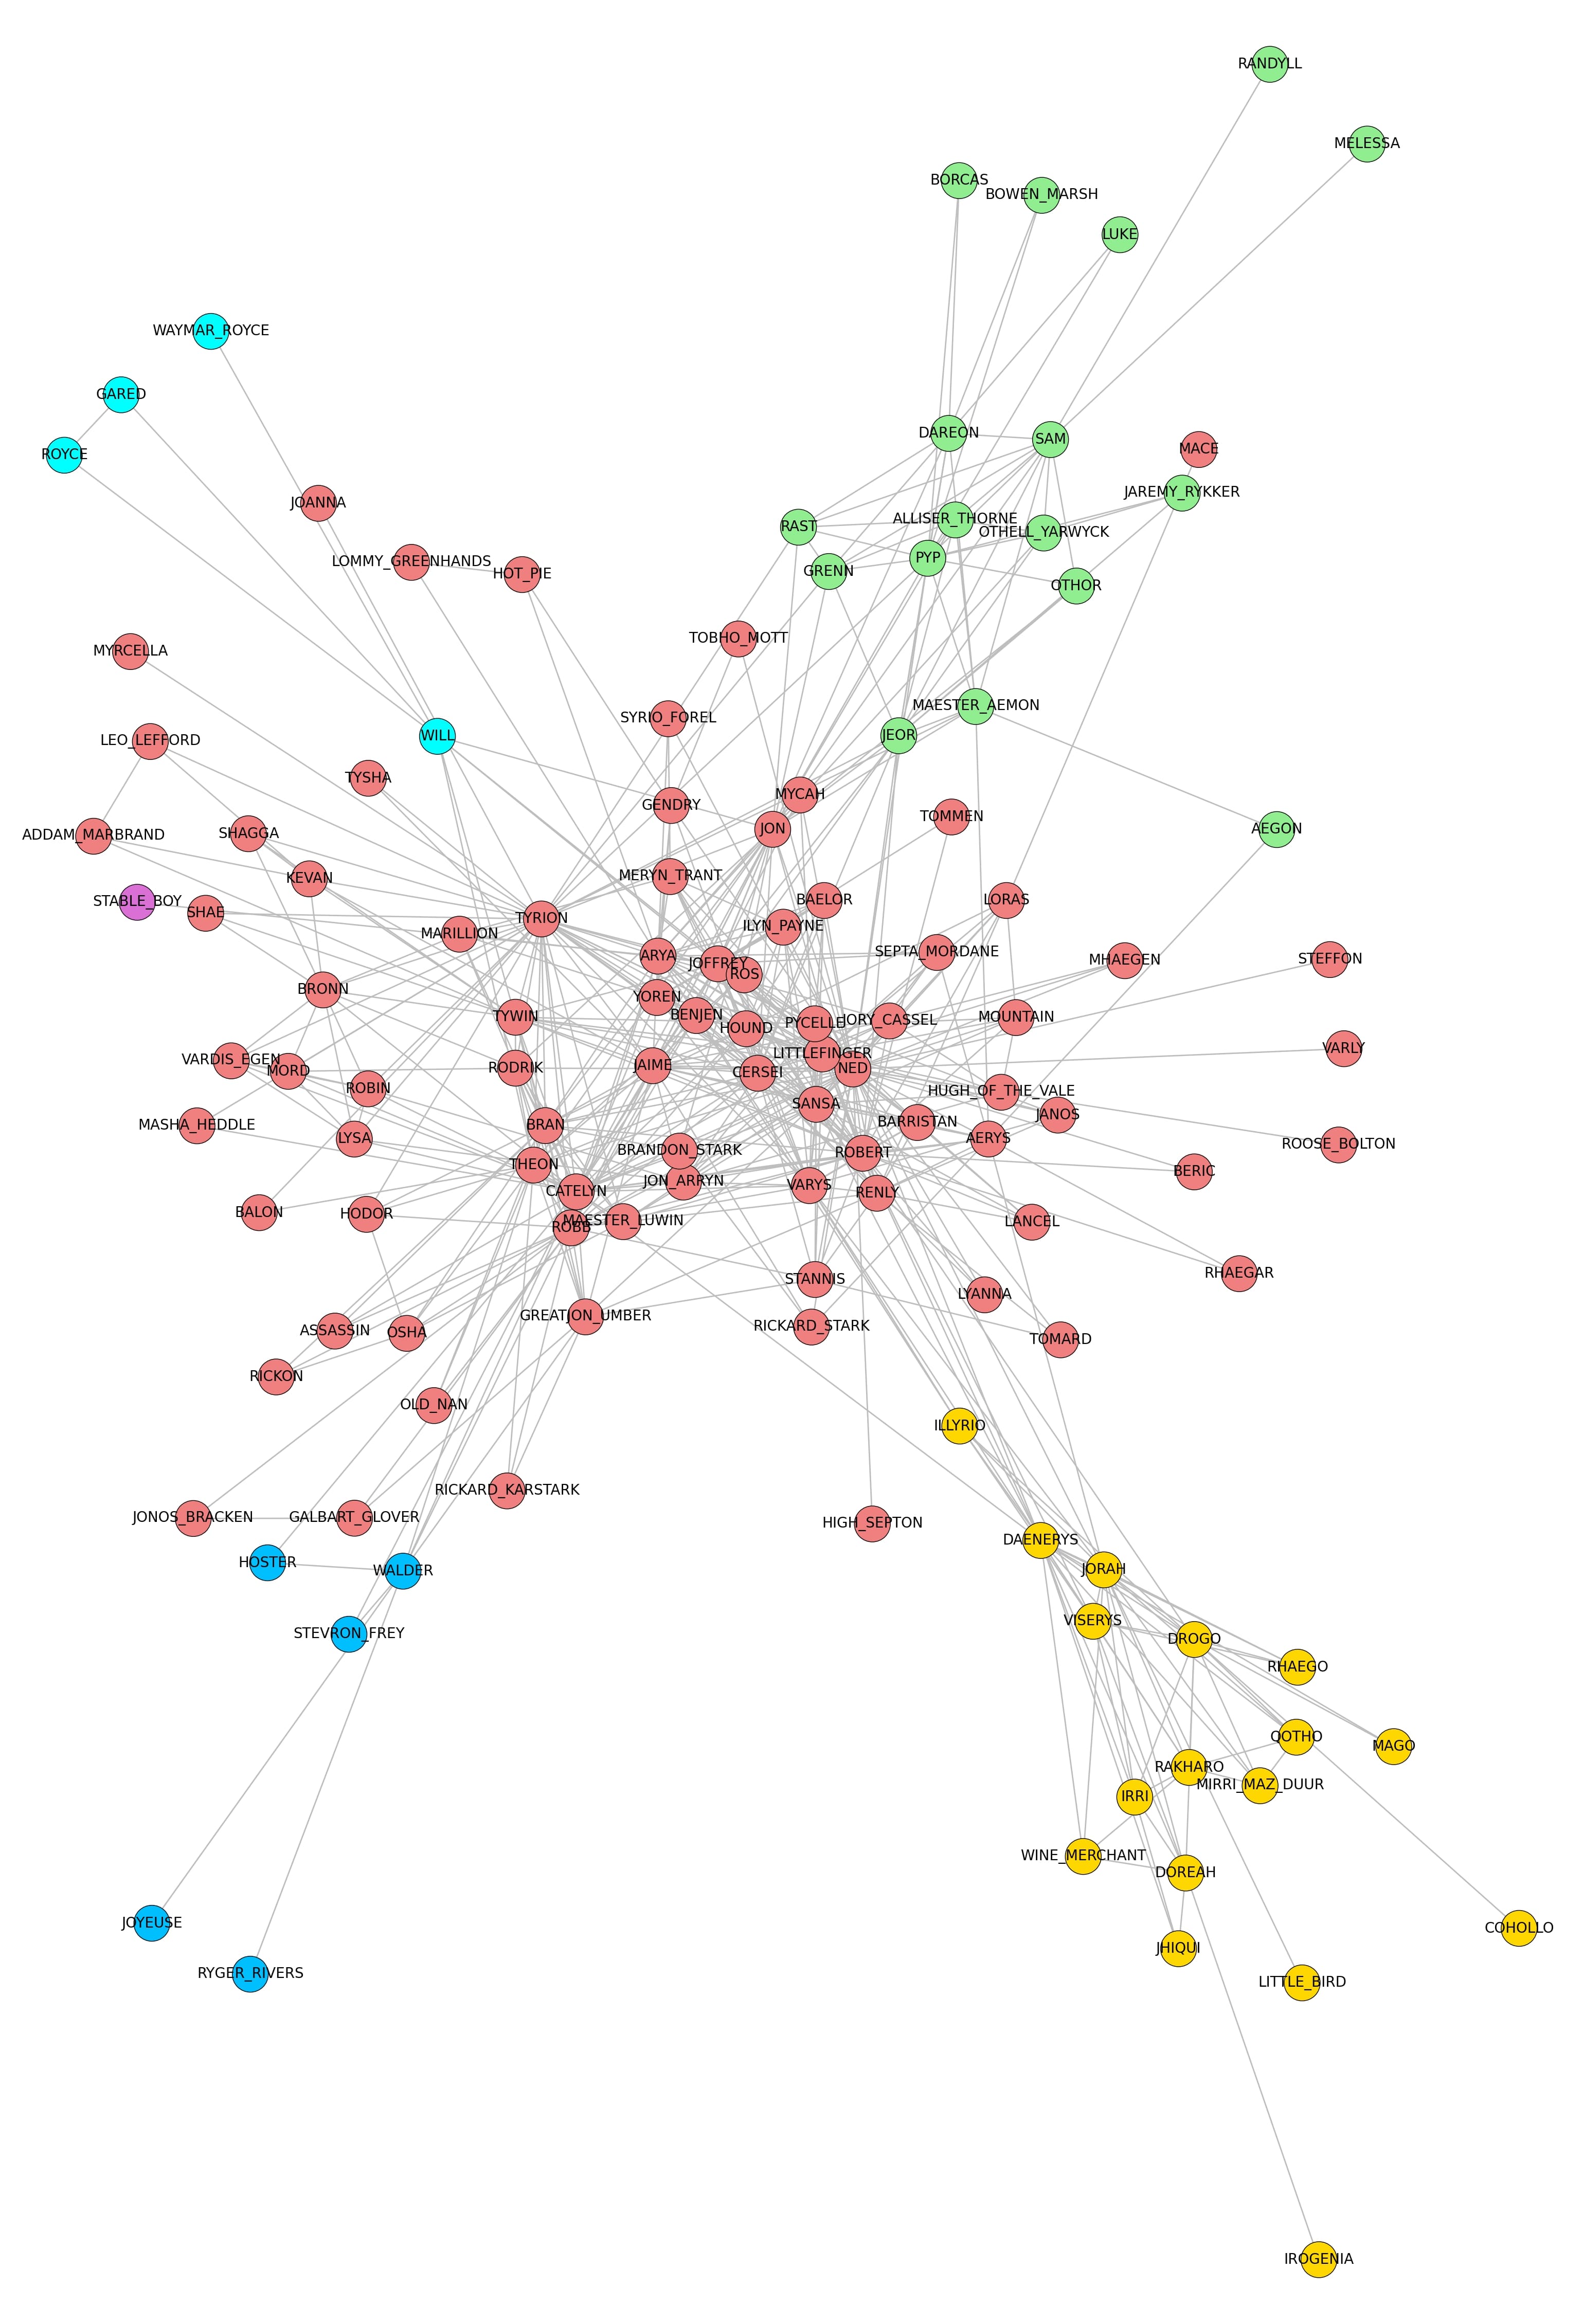 RANDYLL
MELESSA
BORCAS
BOWEN_MARSH
LUKE
WAYMAR_ROYCE
GARED
DAREON
SAM
MACE
ROYCE
JAREMY_RYKKER
JOANNA
RAST
ALLISER_THORNE
OTHELL_YARWYCK
LOMMY_GREENHANDS
HOT_PIE
PYP
GRENN
OTHOR
TOBHO_MOTT
MYRCELLA
MAESTER_AEMON
SYRIO_FOREL
WILL
JEOR
LEO_LEFFORD
TYSHA
MYCAH
GENDRY
TOMMEN
JON
AEGON
SHAGGA
ADDAM_MARBRAND
MERYN_TRANT
KEVAN
BAELOR
LORAS
STABLE_BOY
SHAE
TYRION
ILYN_PAYNE
MARILLION
SEPTA_MORDANE
ARYA
STEFFON
MHAEGEN
JOFFREY
ROS
BRONN
YOREN
TYWIN
BENJEN
MOUNTAIN
JORY_CASSEL
PYCELLE
HOUND
VARLY
LITTLEFINGER
VARDIS_EGEN
JAIME
RODRIK
NED
MORD
CERSEI
ROBIN
HUGH_OF_THE_VALE
SANSA
JANOS
BARRISTAN
MASHA_HEDDLE
BRAN
LYSA
AERYS
ROOSE_BOLTON
BRANDON_STARK
ROBERT
THEON
BERIC
JON_ARRYN
VARYS
CATELYN
RENLY
BALON
HODOR
MAESTER_LUWIN
LANCEL
ROBB
RHAEGAR
STANNIS
LYANNA
GREATJON_UMBER
RICKARD_STARK
ASSASSIN
OSHA
TOMARD
RICKON
OLD_NAN
ILLYRIO
RICKARD_KARSTARK
JONOS_BRACKEN
GALBART_GLOVER
HIGH_SEPTON
DAENERYS
HOSTER
WALDER
JORAH
VISERYS
STEVRON_FREY
DROGO
RHAEGO
QOTHO
MAGO
RAKHARO
MIRRI_MAZ_DUUR
IRRI
WINE_MERCHANT
DOREAH
JOYEUSE
COHOLLO
JHIQUI
RYGER_RIVERS
LITTLE_BIRD
IROGENIA